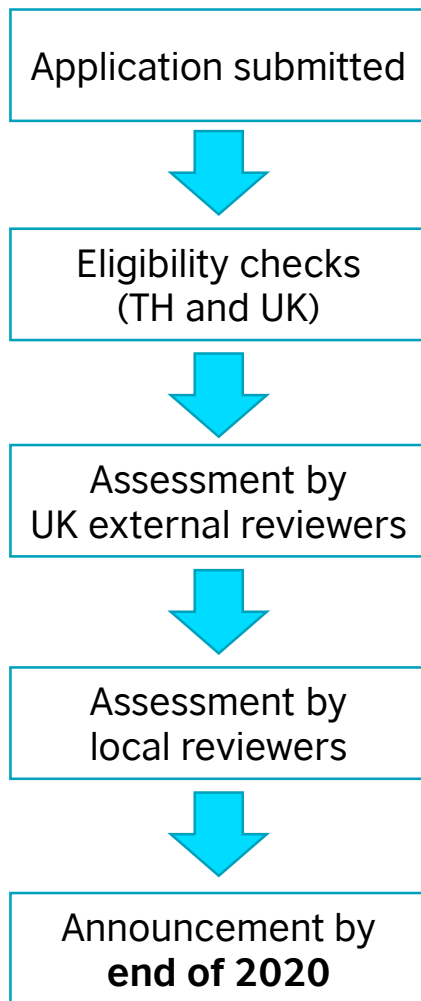 Application submitted
Eligibility checks
(TH and UK)
Assessment by
UK external reviewers
Assessment by
local reviewers
Announcement by
end of 2020